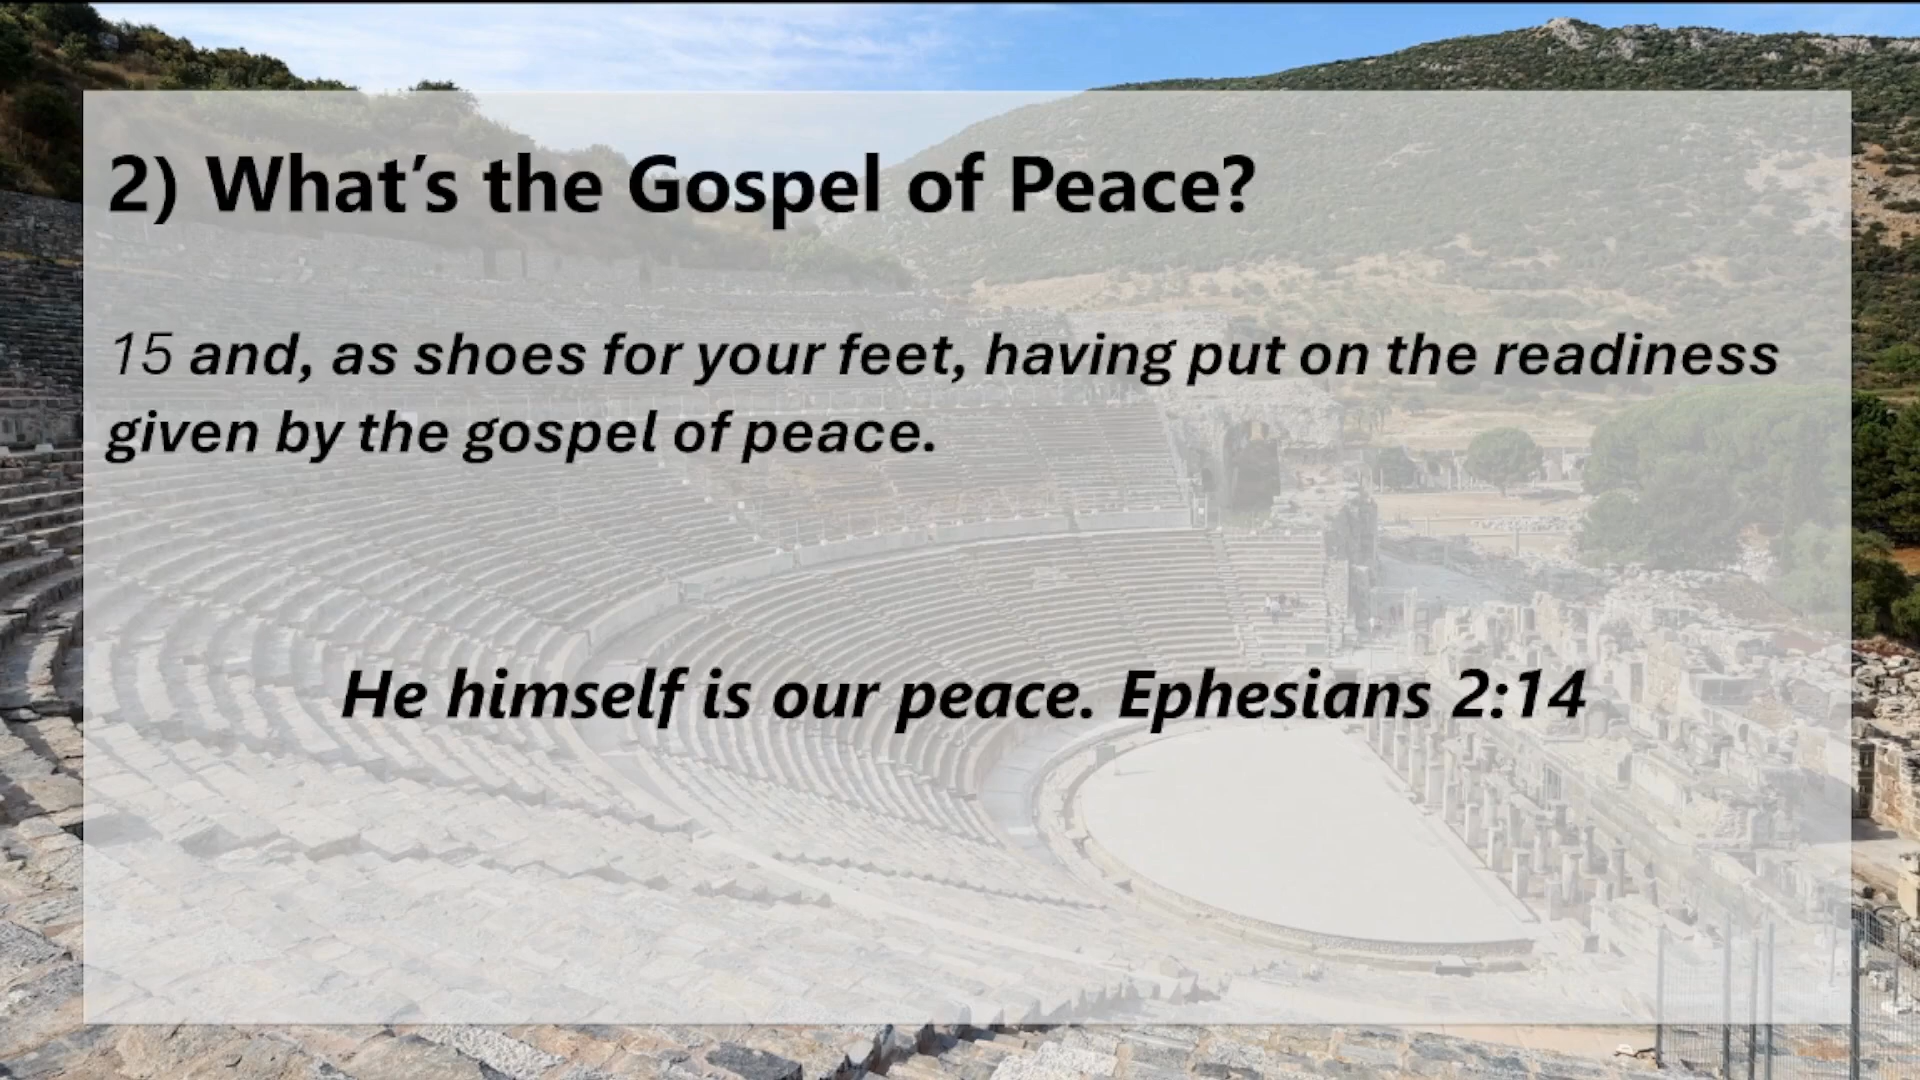 2) What’s the Gospel of Peace?
15 and, as shoes for your feet, having put on the readiness
given by the gospel of peace.
He himself is our peace. Ephesians 2:14